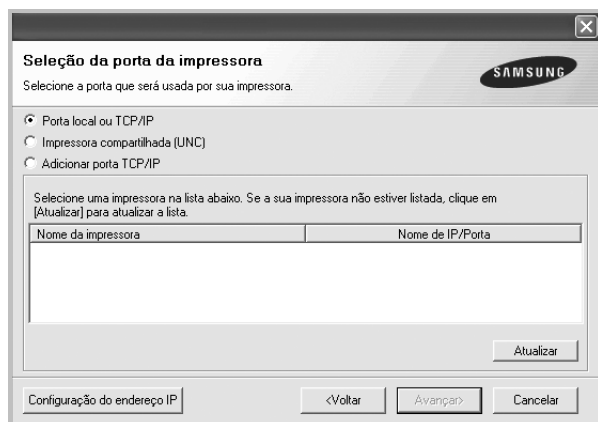 Seleção da porta da impressora
Selecione a porta que será usada por sua impressora.
SAMSUNG
Porta local ou TCP/IP
Impressora compartilhada (UNC)
Adicionar porta TCP/IP
Selecione uma impressora na lista abaixo. Se a sua impressora não estiver listada, clique em
[Atualizar] para atualizar a lista.
Nome da impressora Nome de IP/Porta
Atualizar
Configuração do endereço IP <Voltar Avançar> Cancelar